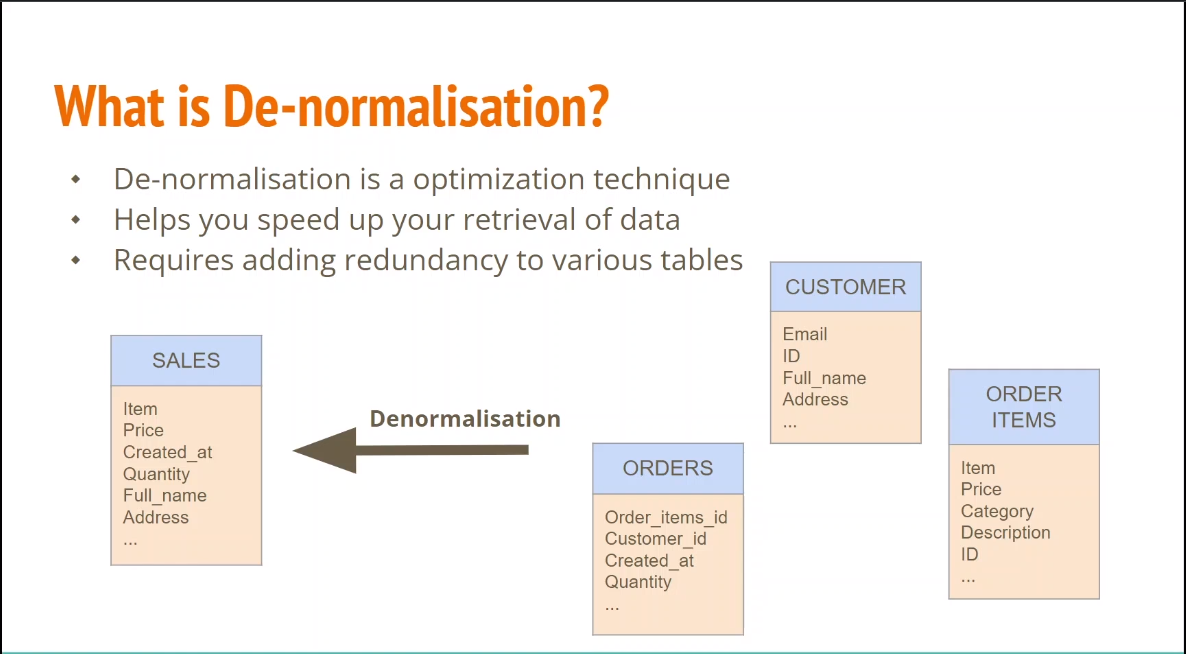 What is De-normalisation?
De-normalisation is a optimization technique
Helps you speed up your retrieval of data
Requires adding redundancy to various tables
SALES
Item
Price
Created_at
Quantity
Full_name
Address
...
Denormalisation
ORDERS
Order_items_id
Customer_id
Created_at
Quantity
...
CUSTOMER
Email
ID
Full_name
Address
...
ORDER
ITEMS
Item
Price
Category
Description
ID
...